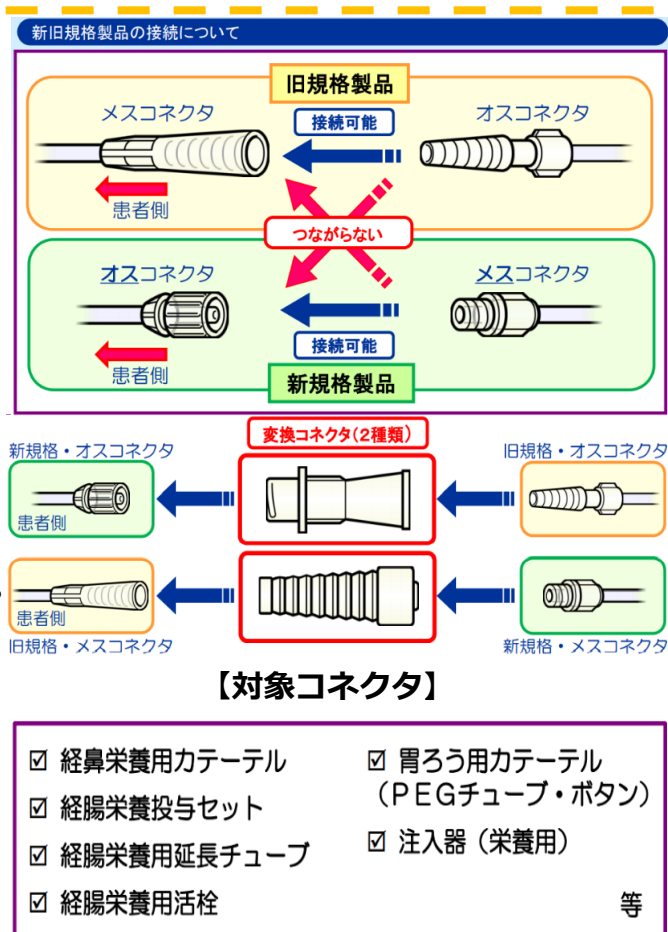 新旧規格製品の接続について
旧規格製品
メスコネクタ
接続可能
オスコネクタ
患者側
つながらない
オスコネクタ
メスコネクタ
接続可能
患者側
新規格製品
変換コネクタ(2種類)
新規格・オスコネクタ
旧規格・オスコネクタ
患者側
患者側
旧規格・メスコネクタ
新規格・メスコネクタ
【対象コネクタ】
☑ 経鼻栄養用カテーテル
☑ 経腸栄養投与セット
☑ 経腸栄養用延長チューブ
☑ 経腸栄養用活栓
☑ 胃ろう用カテーテル
（ＰＥＧチューブ・ボタン）
☑ 注入器（栄養用）
等